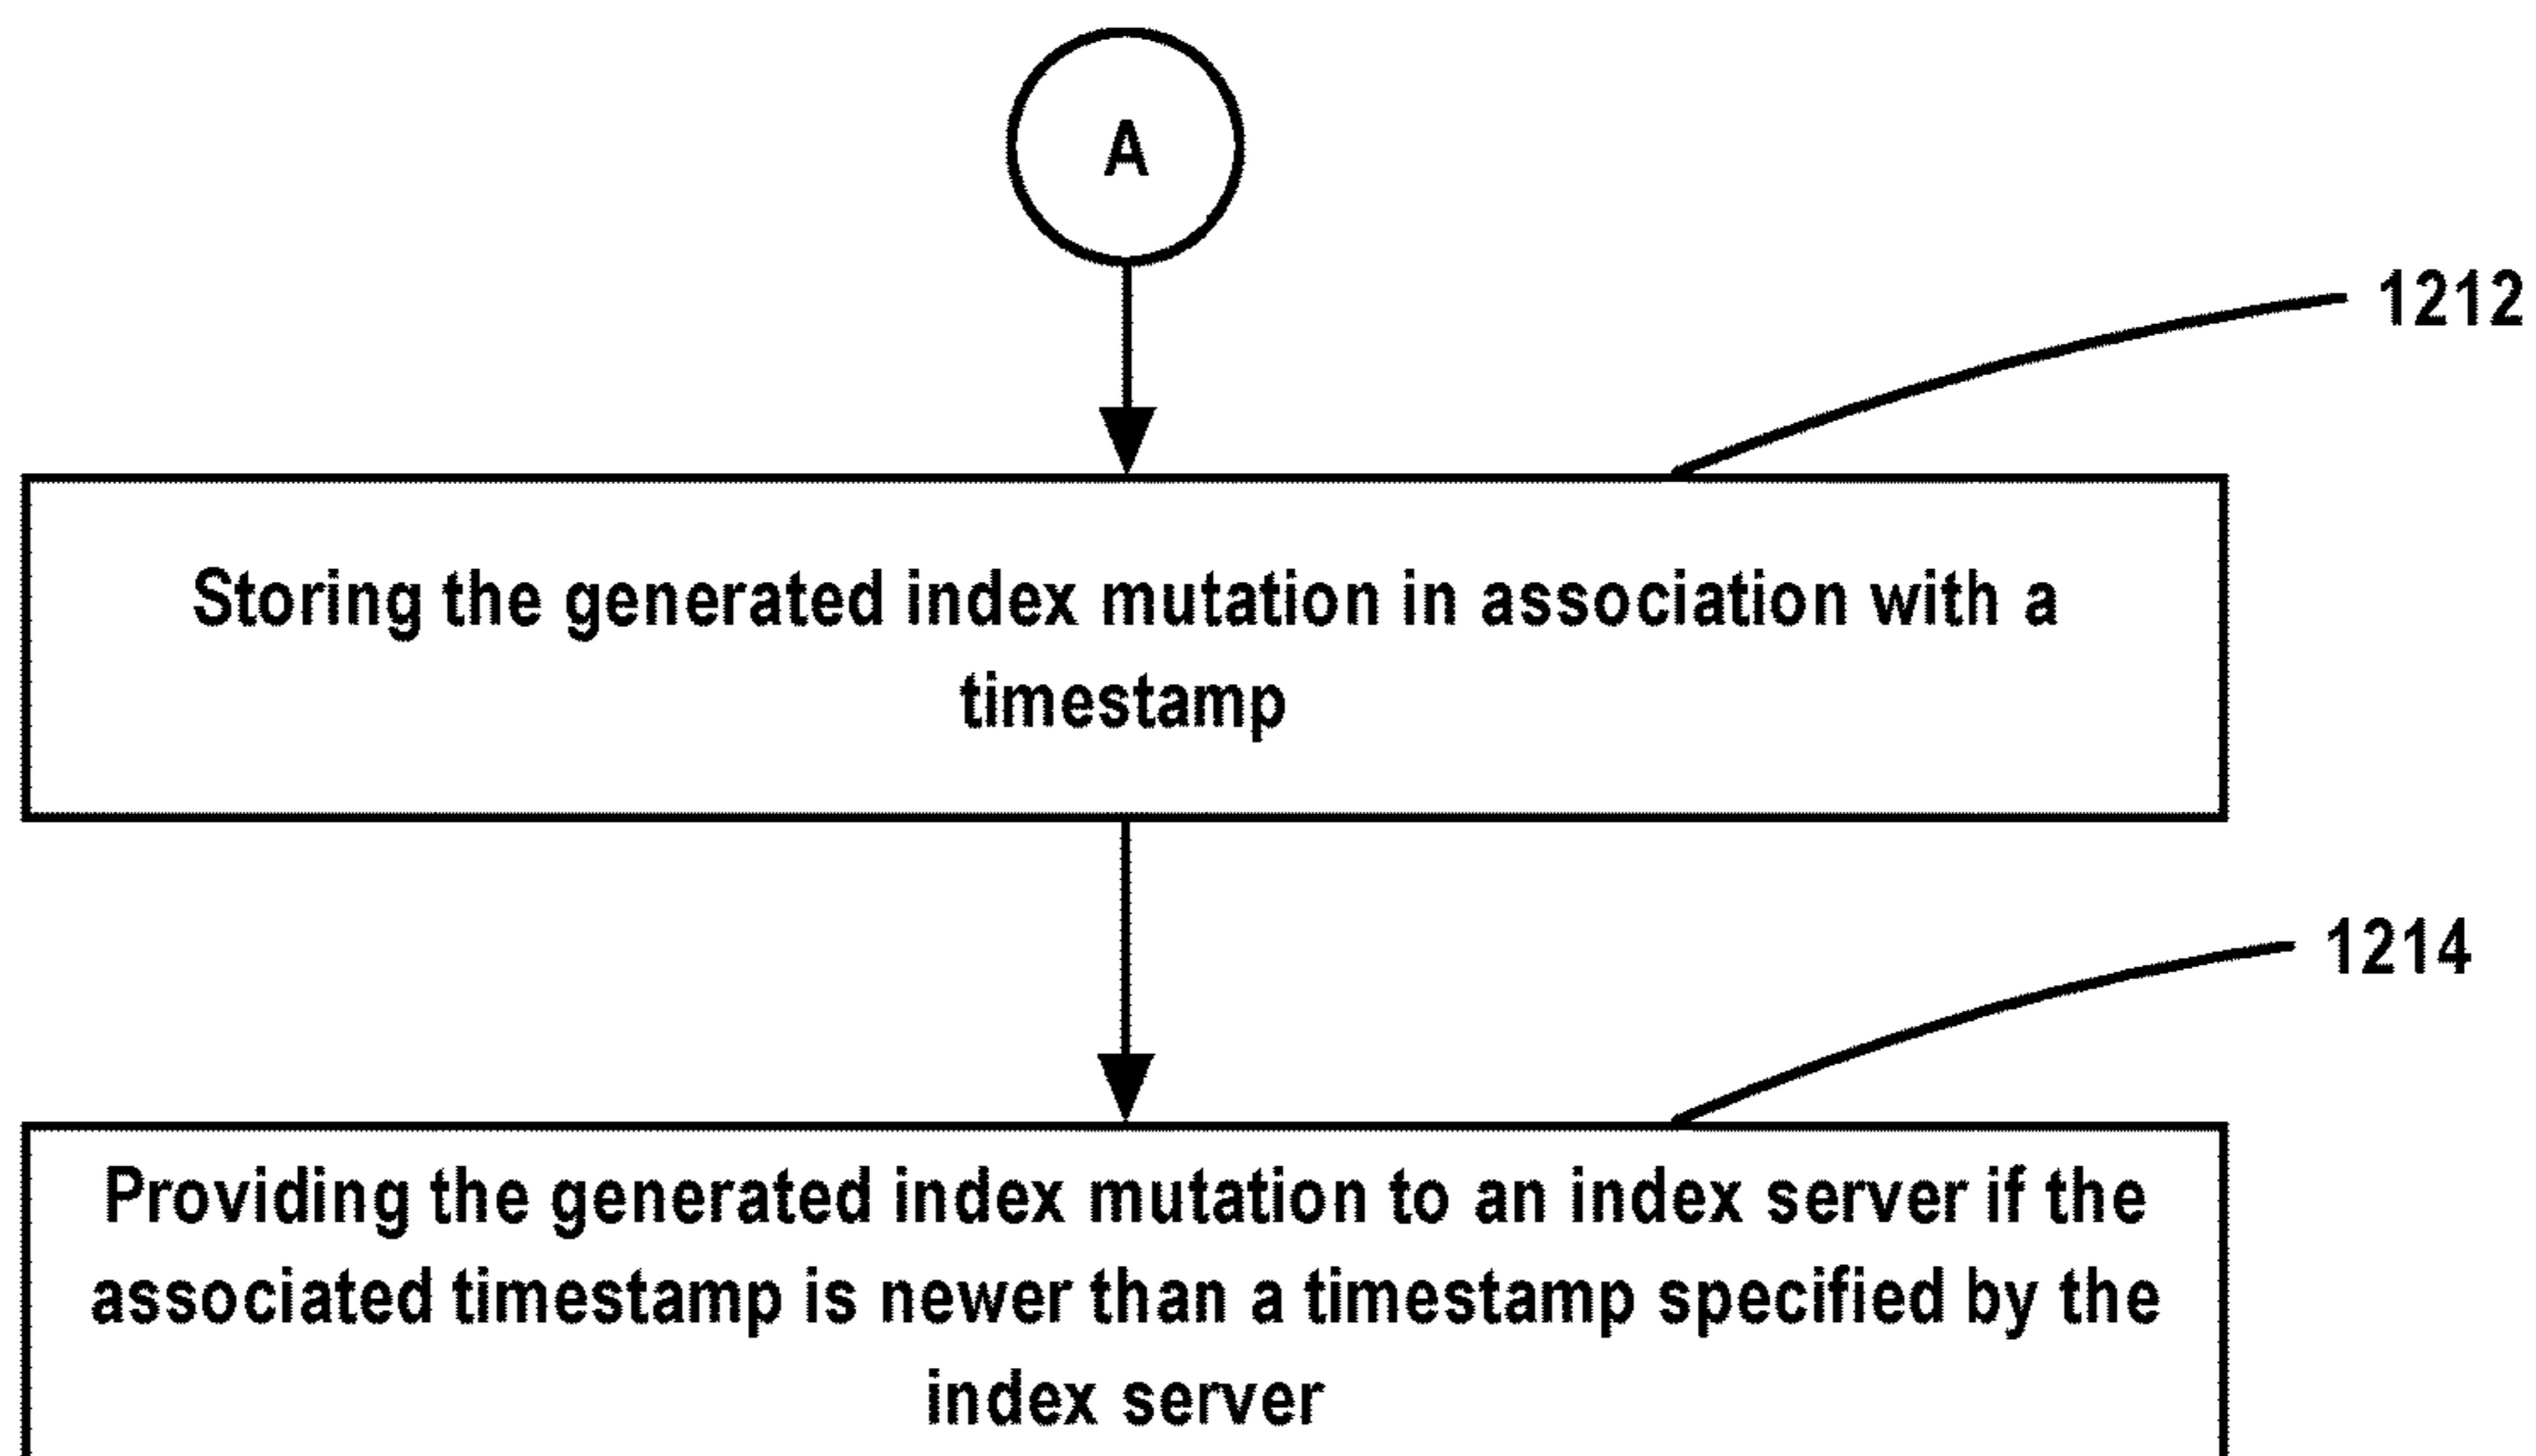 A
1212
Storing the generated index mutation in association with a
timestamp
1214
Providing the generated index mutation to an index server if the
associated timestamp is newer than a timestamp specified by the
index server